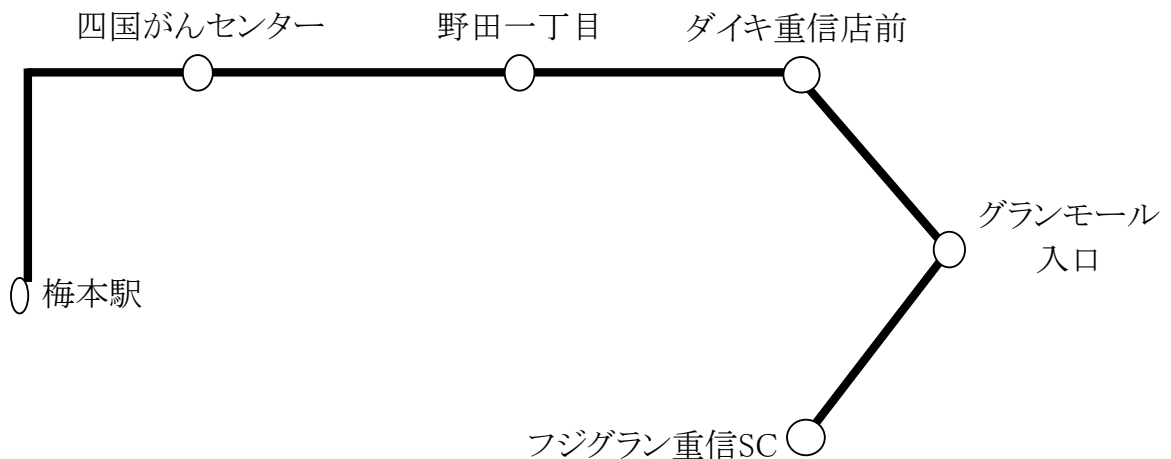 四国がんセンター
野田一丁目
ダイキ重信店前
グランモール
入口
梅本駅
フジグラン重信SC